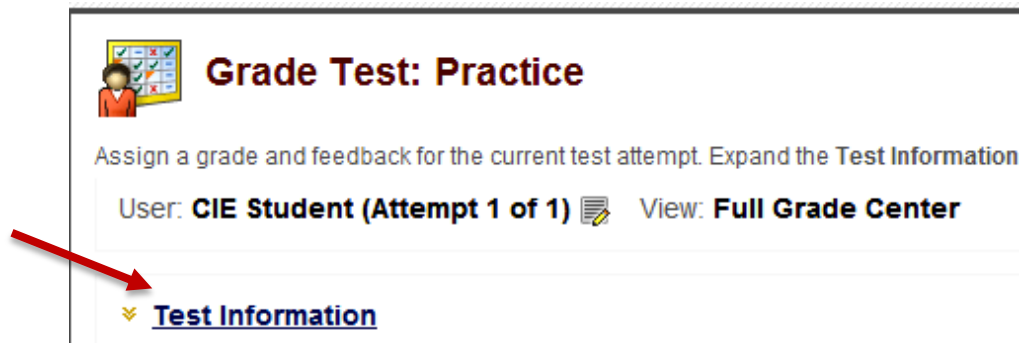 Grade Test: Practice
Assign a grade and feedback for the current test attempt. Expand the Test Information
User: CIE Student (Attempt 1 of 1) View: Full Grade Center
Test Information